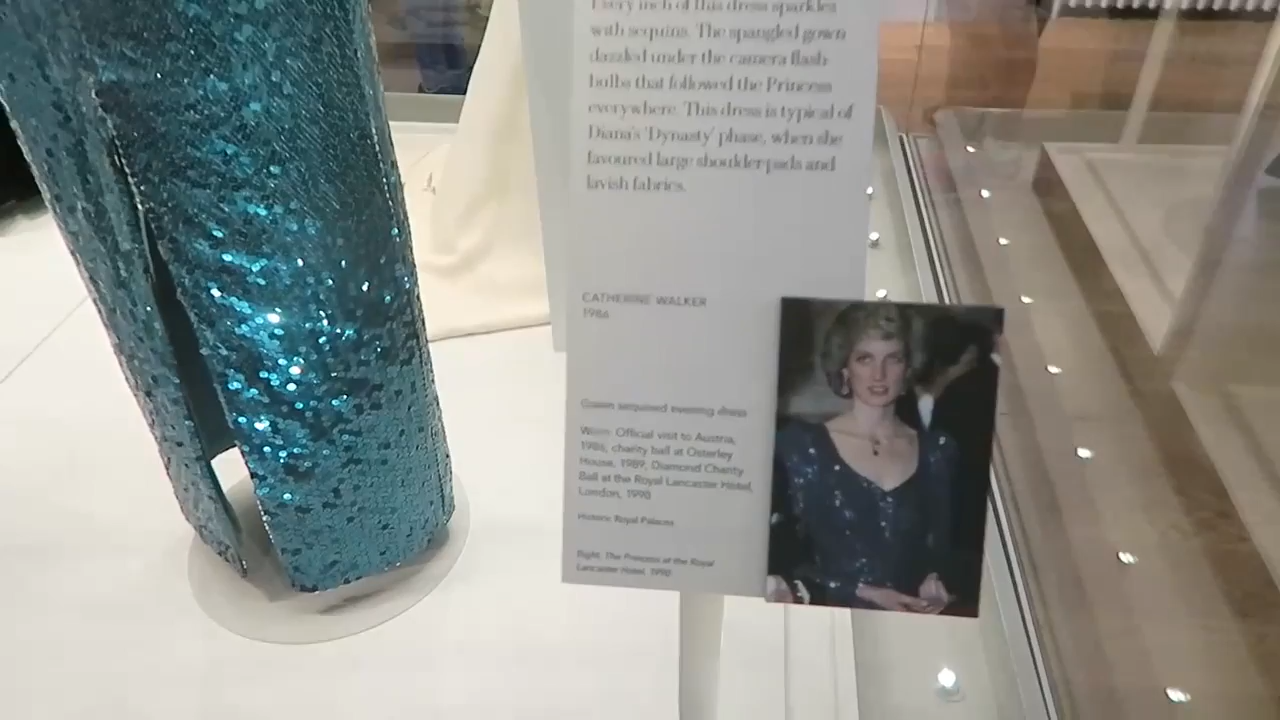 Every inch of this dress sparkles
with sequins. The spangled gown
dazzled under the camera flash
bulbs that followed the Princess
everywhere. This dress is typical of
Diana's 'Dynasty' phase, when she
favoured large shoulder pads and
lavish fabrics.
CATHERINE WALKER
1986
Green sequined evening dress
Worn: Official visit to Austria,
1986, charity ball at Osterley
House, 1989, Diamond Charity
Ball at the Royal Lancaster Hotel,
London, 1990
Historic Royal Palaces
Right: The Princess at the Royal
Lancaster Hotel, 1990